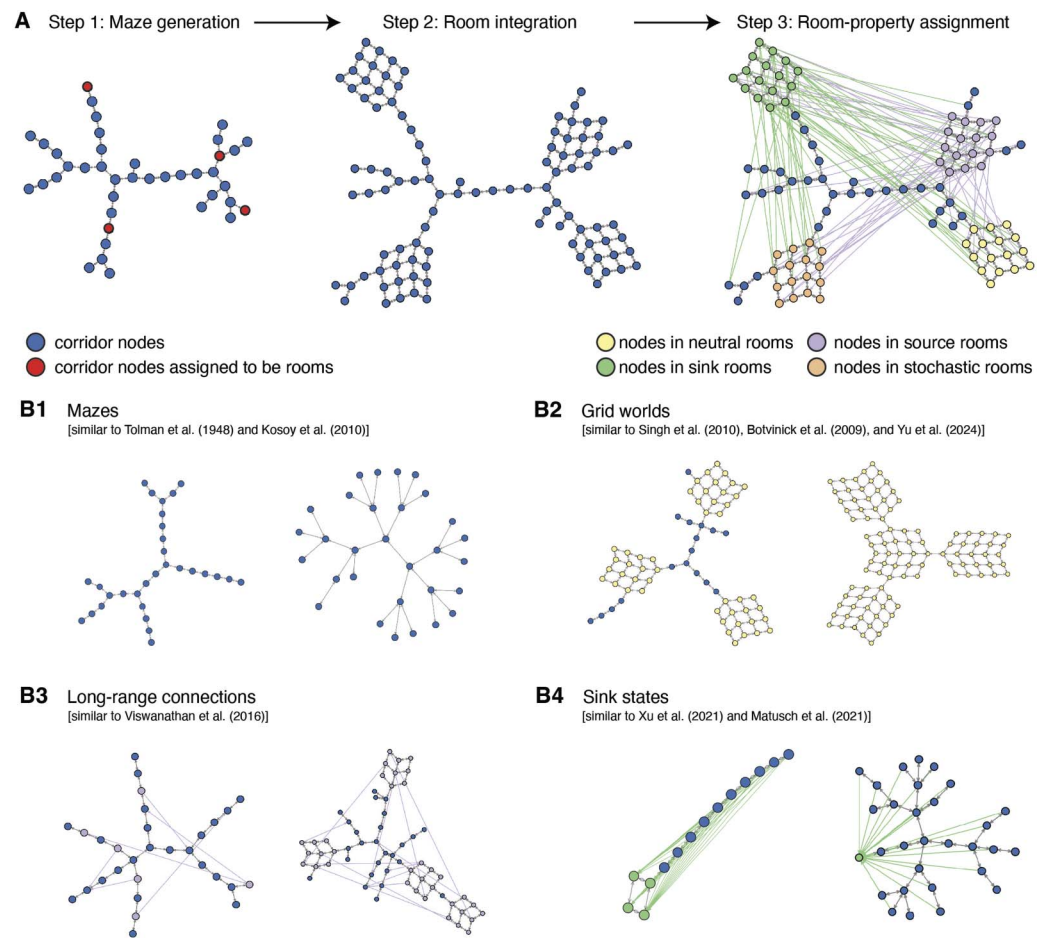 A Step 1: Maze generation Step 2: Room integration Step 3: Room-property assignment
corridor nodes
corridor nodes assigned to be rooms
nodes in neutral rooms nodes in source rooms
nodes in sink rooms nodes in stochastic rooms
B1 Mazes
[similar to Tolman et al. (1948) and Kosoy et al. (2010)]
B2 Grid worlds
[similar to Singh et al. (2010), Botvinick et al. (2009), and Yu et al. (2024)]
B3 Long-range connections
[similar to Viswanathan et al. (2016)]
B4 Sink states
[similar to Xu et al. (2021) and Matusch et al. (2021)]